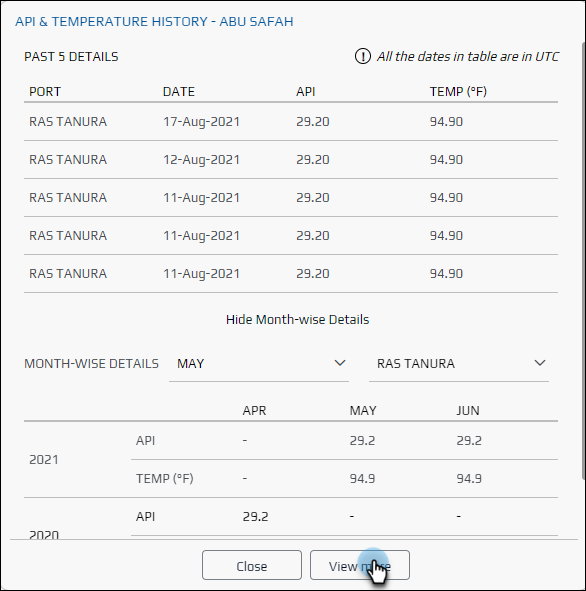 API & TEMPERATURE HISTORY - ABU SAFAH
PAST 5 DETAILS ! All the dates in table are in UTC
PORT DATE API TEMP (°F)
RAS TANURA 17-Aug-2021 29.20 94.90
RAS TANURA 12-Aug-2021 29.20 94.90
RAS TANURA 11-Aug-2021 29.20 94.90
RAS TANURA 11-Aug-2021 29.20 94.90
RAS TANURA 11-Aug-2021 29.20 94.90
Hide Month-wise Details
MONTH-WISE DETAILS MAY RAS TANURA
APR MAY JUN
API - 29.2 29.2
2021
TEMP (°F) - 94.9 94.9
API 29.2 - -
2020
Close View more